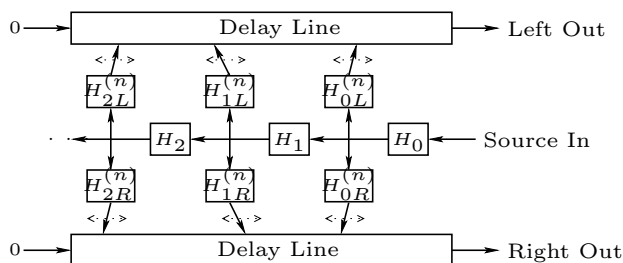 0 Delay Line Left Out
H_{2L}^{(n)} H_{1L}^{(n)} H_{0L}^{(n)}
H_2 H_1 H_0 Source In
H_{2R}^{(n)} H_{1R}^{(n)} H_{0R}^{(n)}
0 Delay Line Right Out